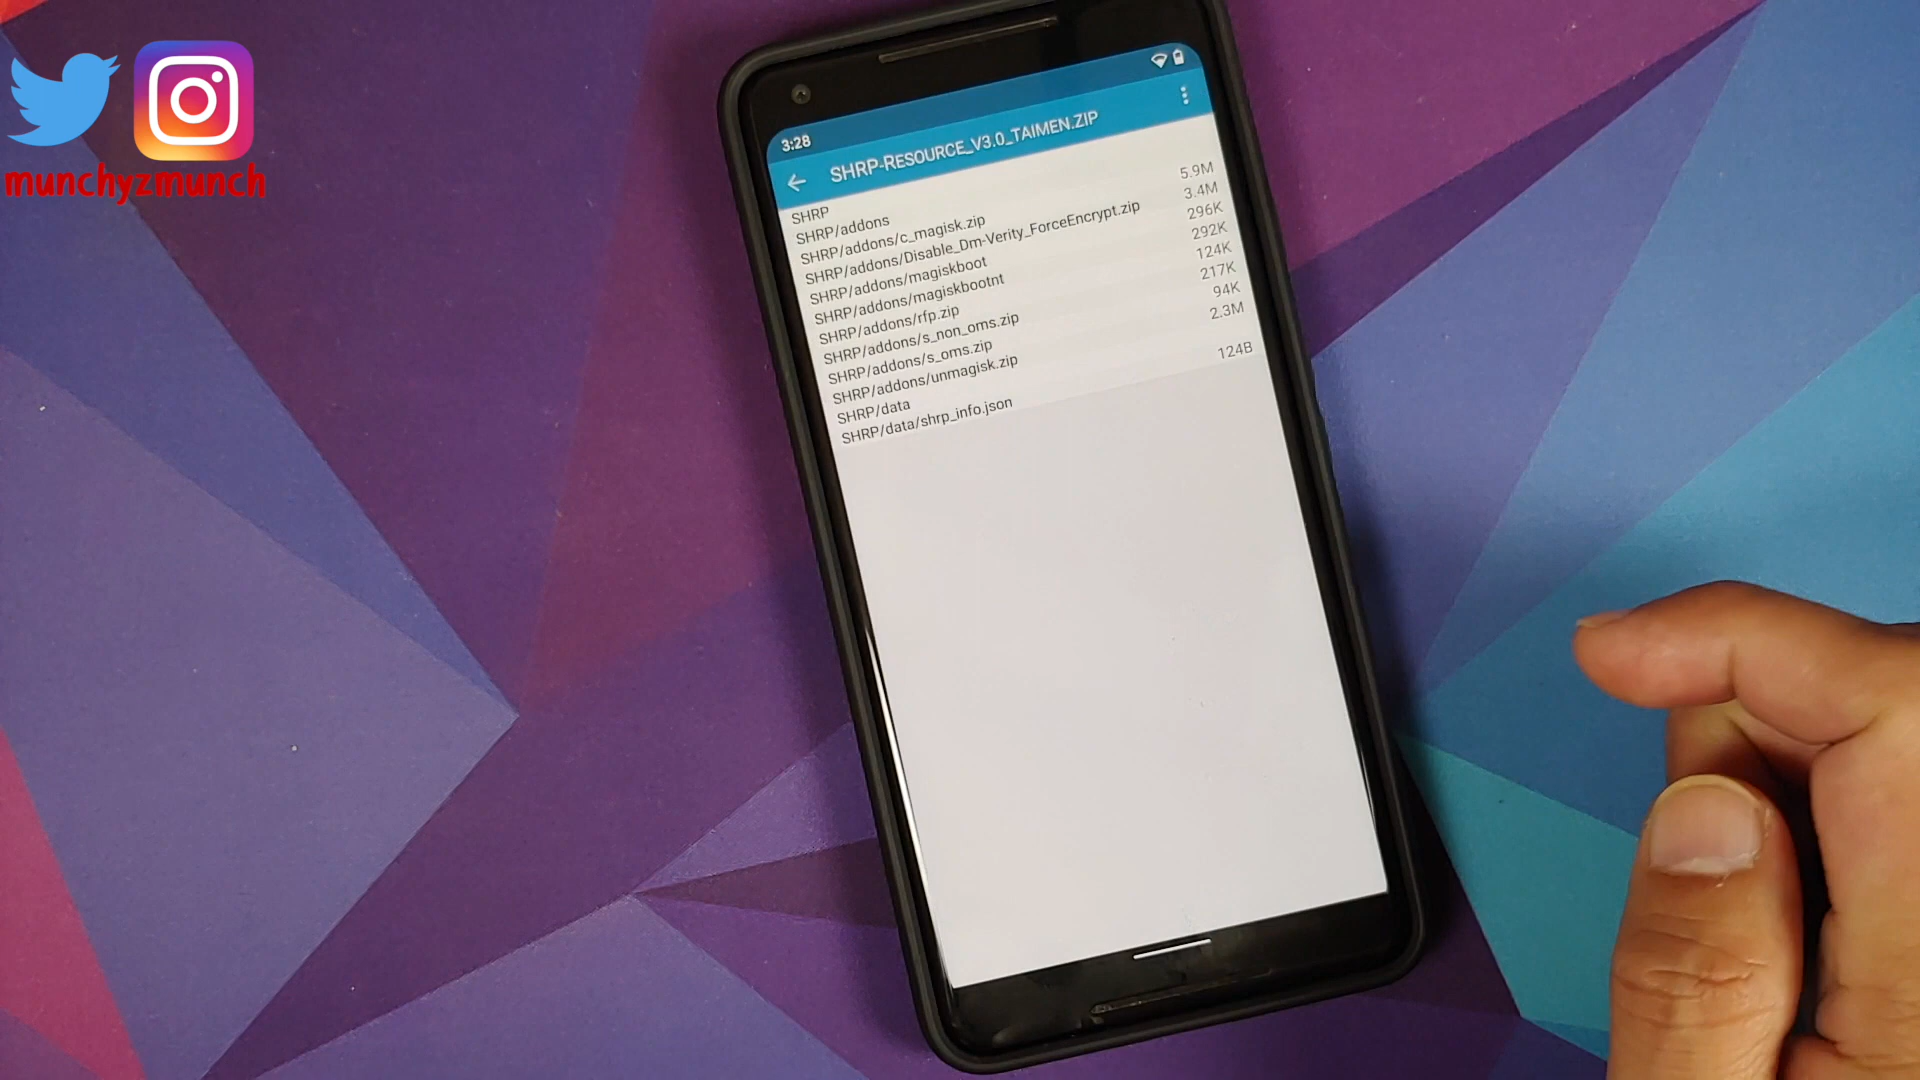 munchyzmunch
3:28
SHRP-RESOURCE_V3.0_TAIMEN.ZIP
SHRP
SHRP/addons
SHRP/addons/c_magisk.zip 5.9M
SHRP/addons/Disable_Dm-Verity_ForceEncrypt.zip 3.4M
SHRP/addons/magiskboot 296K
SHRP/addons/magiskbootnt 292K
SHRP/addons/rfp.zip 124K
SHRP/addons/s_non_oms.zip 217K
SHRP/addons/s_oms.zip 94K
SHRP/addons/unmagisk.zip 2.3M
SHRP/data
SHRP/data/shrp_info.json 124B